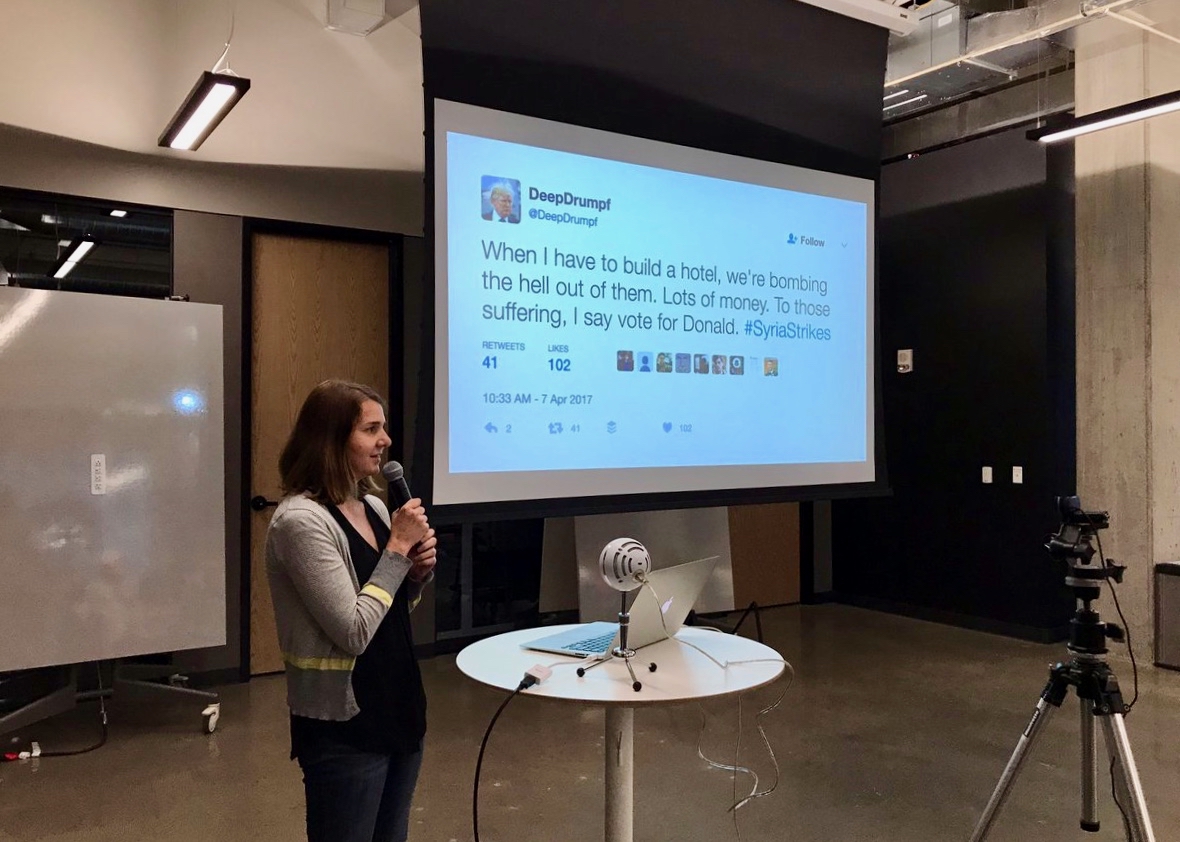 DeepDrumpf
@DeepDrumpf
Follow
When I have to build a hotel, we're bombing
the hell out of them. Lots of money. To those
suffering, I say vote for Donald. #SyriaStrikes
RETWEETS LIKES
41 102
10:33 AM - 7 Apr 2017
2 41 102